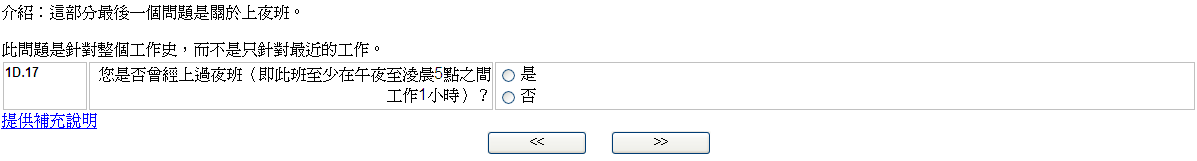 介紹：這部分最後一個問題是關於上夜班。
此問題是針對整個工作史，而不是只針對最近的工作。
1D.17
您是否曾經上過夜班（即此班至少在午夜至淩晨5點之間
工作1小時）？
是
否
提供補充說明
<<
>>